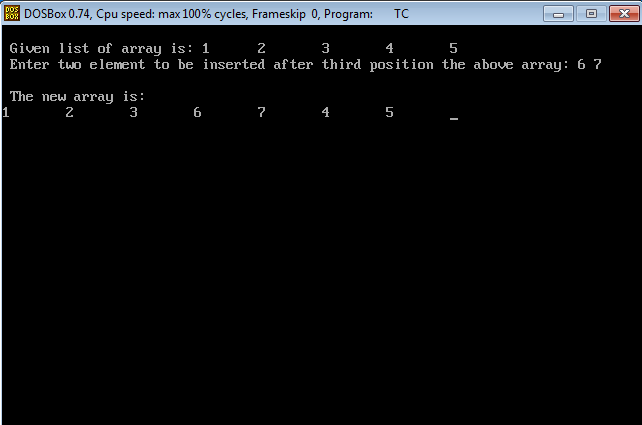 DOS BOX DOSBox 0.74, Cpu speed: max 100% cycles, Frameskip 0, Program: TC
Given list of array is: 1 2 3 4 5
Enter two element to be inserted after third position the above array: 6 7
The new array is:
1 2 3 6 7 4 5 _